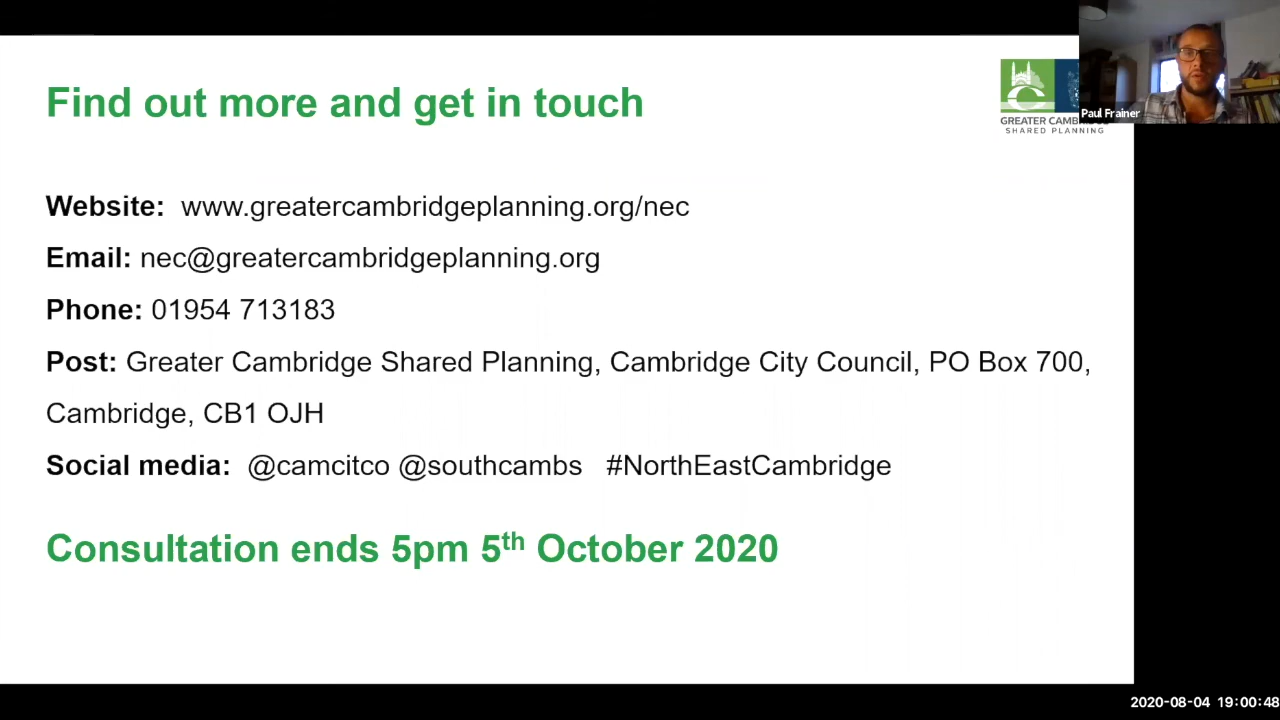 Find out more and get in touch
GREATER CAMB
SHARED PLANNING
Paul Frainer
Website: www.greatercambridgeplanning.org/nec
Email: nec@greatercambridgeplanning.org
Phone: 01954 713183
Post: Greater Cambridge Shared Planning, Cambridge City Council, PO Box 700,
Cambridge, CB1 OJH
Social media: @camcitco @southcambs #NorthEastCambridge
Consultation ends 5pm 5th October 2020
2020-08-04 19:00:48